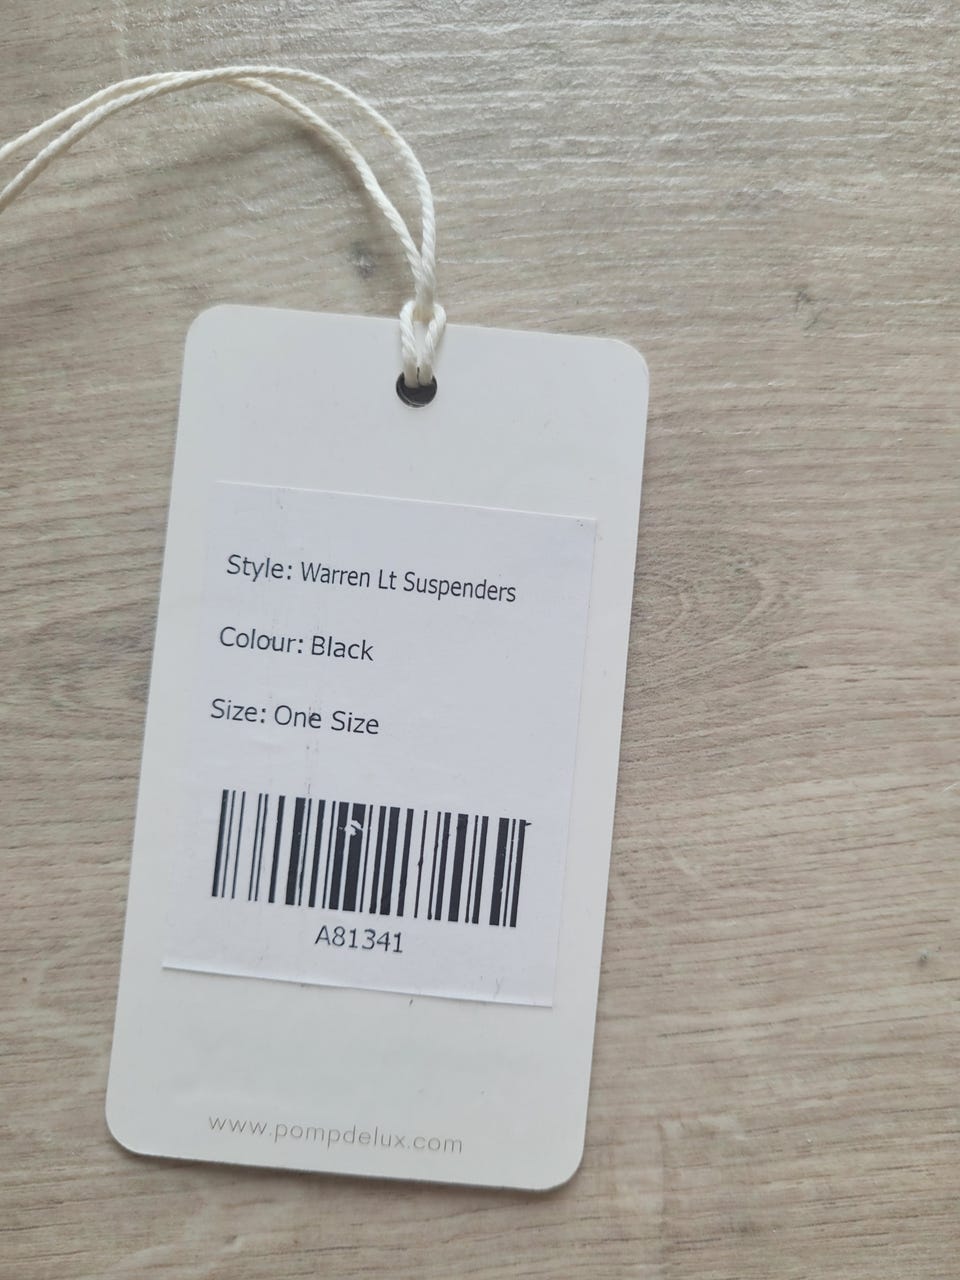 Style: Warren Lt Suspenders
Colour: Black
Size: One Size
A81341
www.pompdelux.com